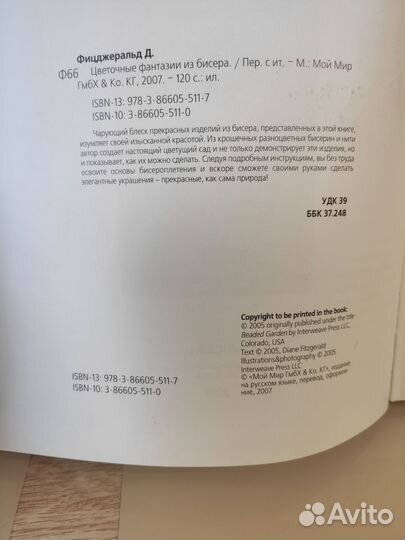 Фицджеральд Д.
Ф66 Цветочные фантазии из бисера. / Пер. с ит. – М.: Мой Мир
ГмбХ & Ко. КГ, 2007. – 120 с.: ил.
ISBN-13: 978-3-86605-511-7
ISBN-10: 3-86605-511-0
Чарующий блеск прекрасных изделий из бисера, представленных в этой книге,
изумляет своей изысканной красотой. Из крошечных разноцветных бисерин и нити
автор создает настоящий цветущий сад и не только демонстрирует эти изделия, но
и показывает, как их можно сделать. Следуя подробным инструкциям, вы без труда
освоите основы бисероплетения и вскоре сможете своими руками сделать
элегантные украшения – прекрасные, как сама природа!
УДК 39
ББК 37.248
Copyright to be printed in the book:
© 2005 originally published under the title
Beaded Garden by Interweave Press LLC,
Colorado, USA
Text © 2005, Diane Fitzgerald
Illustrations&photography © 2005
Interweave Press LLC
© «Мой Мир ГмбХ & Ко. КГ», издание
на русском языке, перевод, оформле-
ние, 2007
ISBN-13: 978-3-86605-511-7
ISBN-10: 3-86605-511-0
Avito